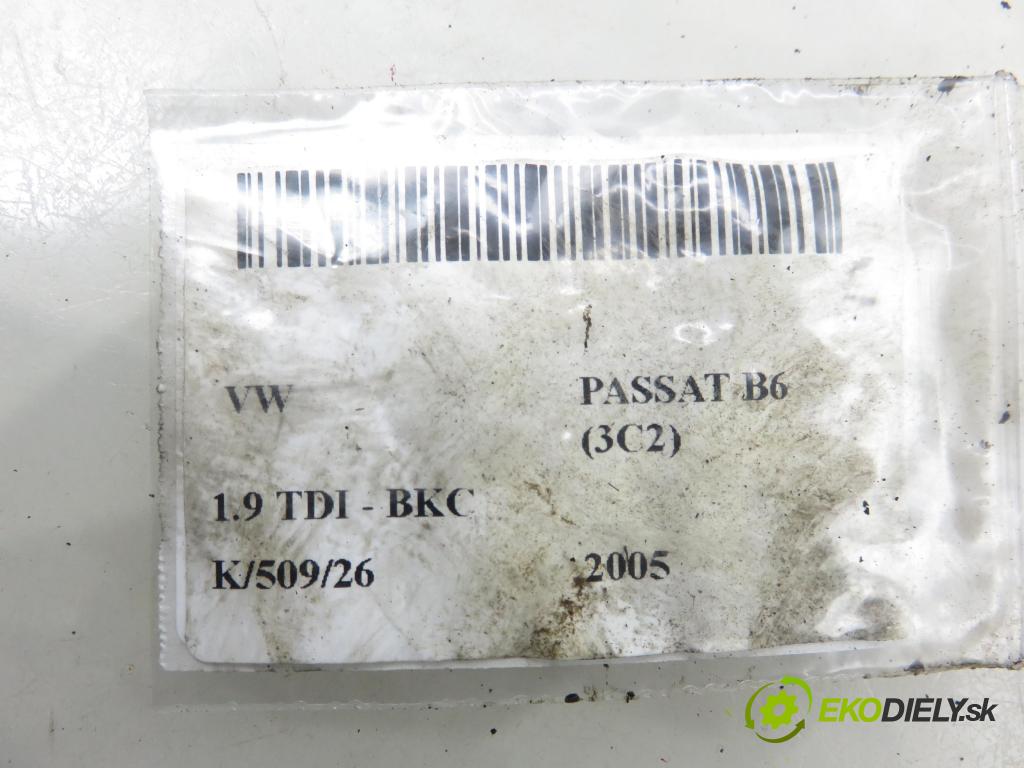 VW PASSAT B6
(3C2)
1.9 TDI - BKC
K/509/26 2005
EKODIELY.sk